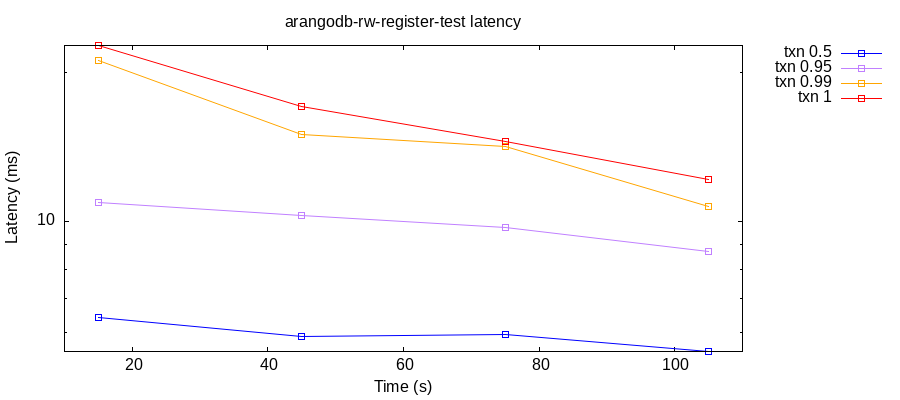 arangodb-rw-register-test latency
txn 0.5
txn 0.95
txn 0.99
txn 1
Latency (ms)
10
20
40
60
80
100
Time (s)